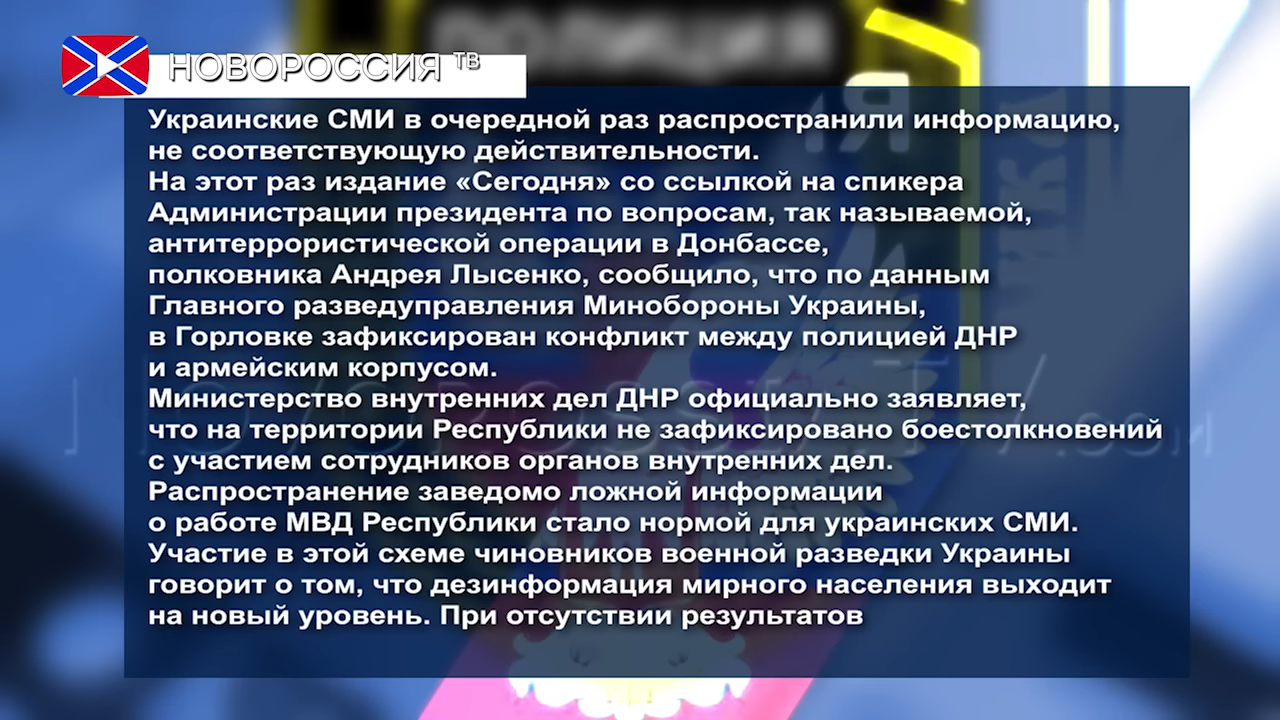 ПОЛИЦИЯ
НОВОРОССИЯ ТВ
Украинские СМИ в очередной раз распространили информацию,
не соответствующую действительности.
На этот раз издание «Сегодня» со ссылкой на спикера
Администрации президента по вопросам, так называемой,
антитеррористической операции в Донбассе,
полковника Андрея Лысенко, сообщило, что по данным
Главного разведуправления Минобороны Украины,
в Горловке зафиксирован конфликт между полицией ДНР
и армейским корпусом.
Министерство внутренних дел ДНР официально заявляет,
что на территории Республики не зафиксировано боестолкновений
с участием сотрудников органов внутренних дел.
Распространение заведомо ложной информации
о работе МВД Республики стало нормой для украинских СМИ.
Участие в этой схеме чиновников военной разведки Украины
говорит о том, что дезинформация мирного населения выходит
на новый уровень. При отсутствии результатов